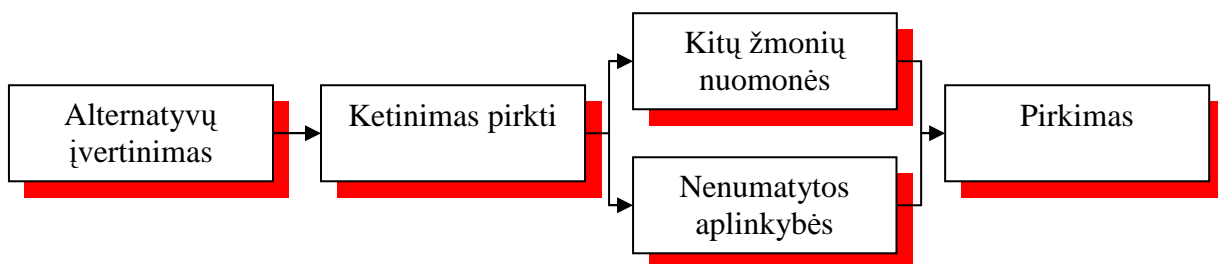 Alternatyvų
įvertinimas
Ketinimas pirkti
Kitų žmonių
nuomonės
Nenumatytos
aplinkybės
Pirkimas